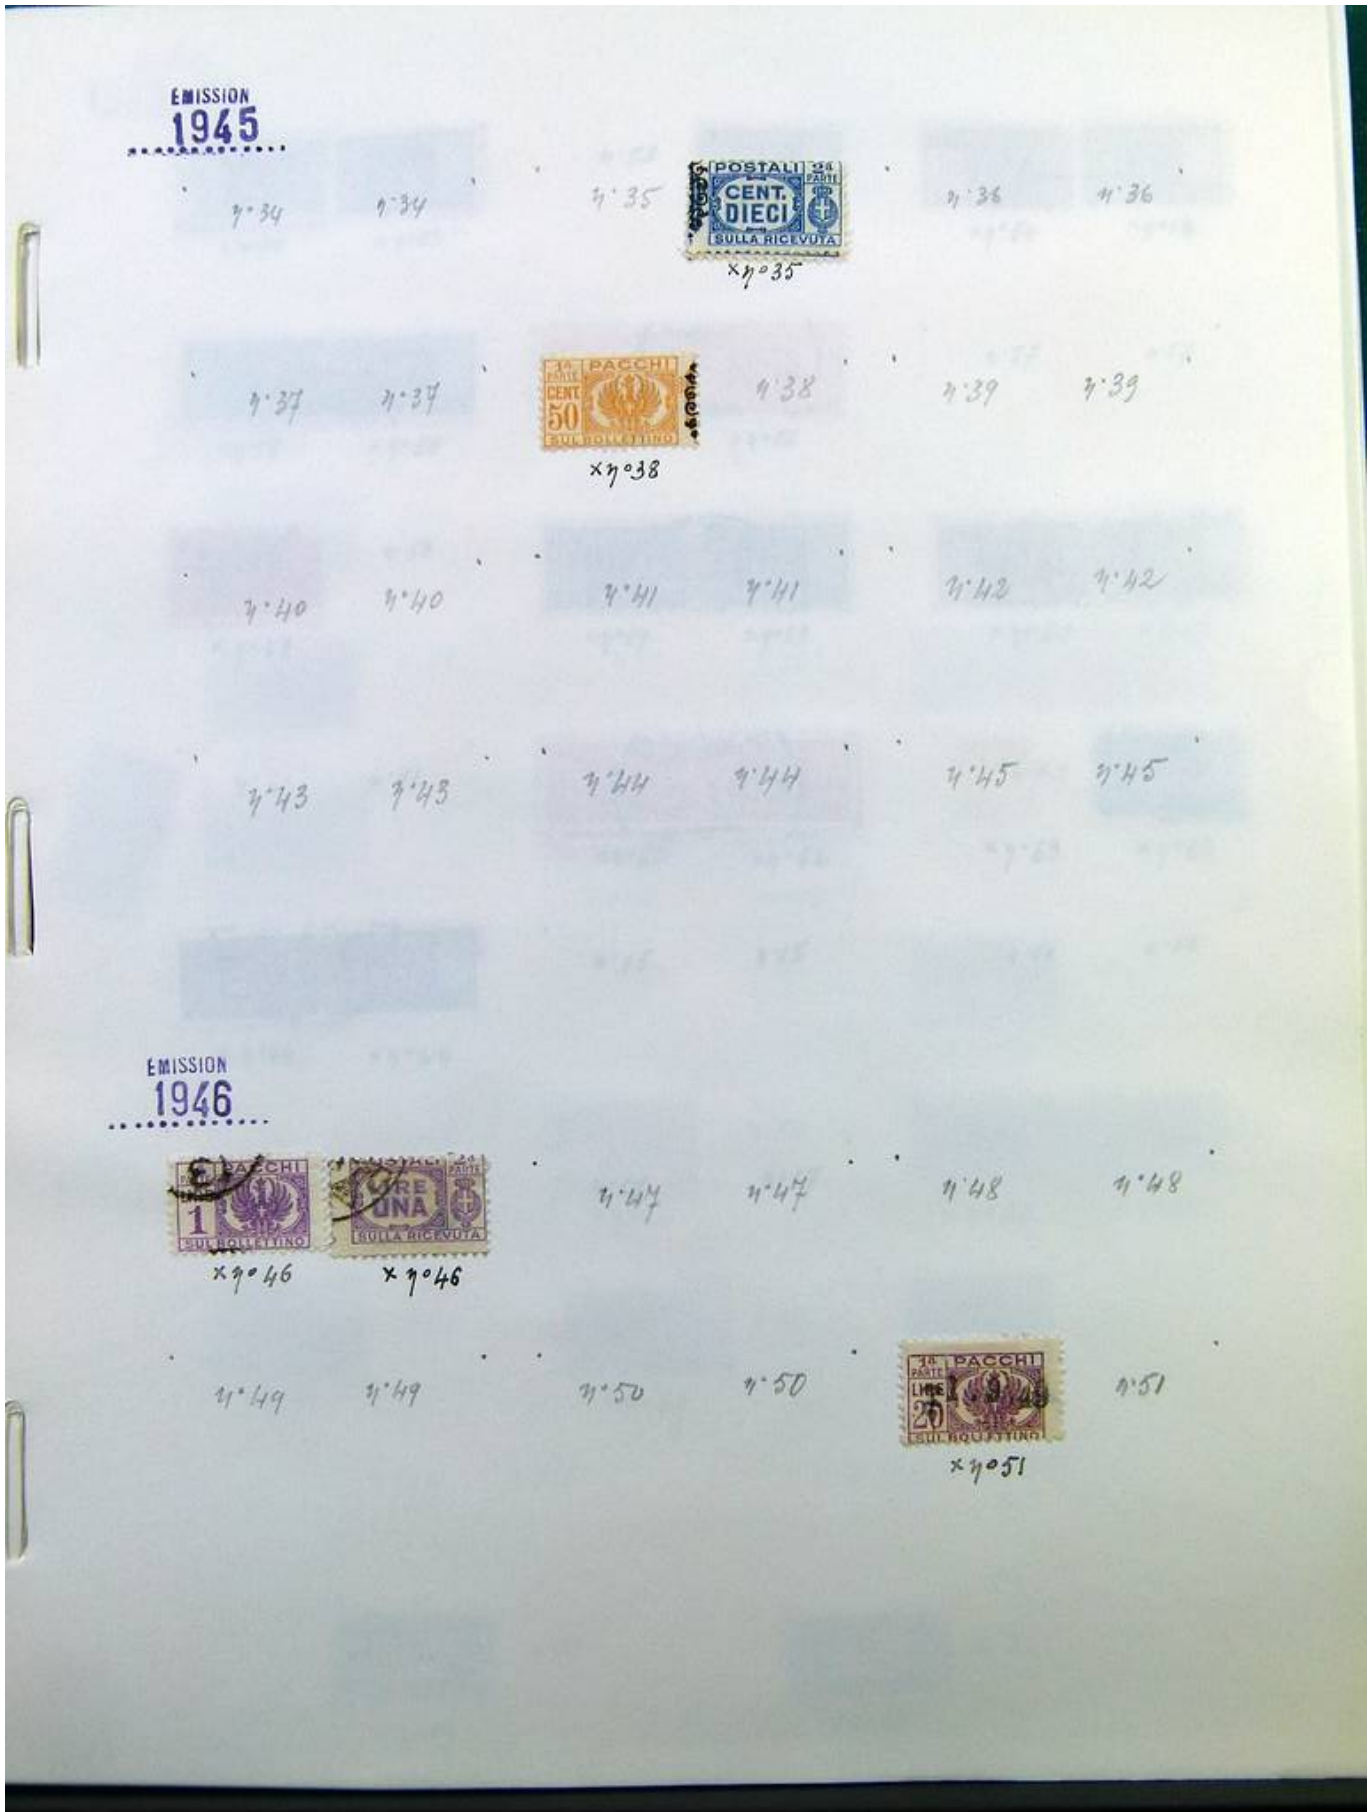 EMISSION
1945
n°34 n°34 n°35
POSTALI 2ª
PARTE
CENT.
DIECI
SULLA RICEVUTA
x n°35
n°36 n°36
n°37 n°37
1ª PACCHI
PARTE
CENT
50
SUL BOLLETTINO
x n°38
n°38 n°39 n°39
n°40 n°40 n°41 n°41 n°42 n°42
n°43 n°43 n°44 n°44 n°45 n°45
EMISSION
1946
PACCHI
1
SUL BOLLETTINO
x n°46
PARTE
LIRE
UNA
SULLA RICEVUTA
x n°46
n°47 n°47 n°48 n°48
n°49 n°49 n°50 n°50
1ª PACCHI
PARTE
LIRE
20
SUL BOLLETTINO
x n°51
n°51